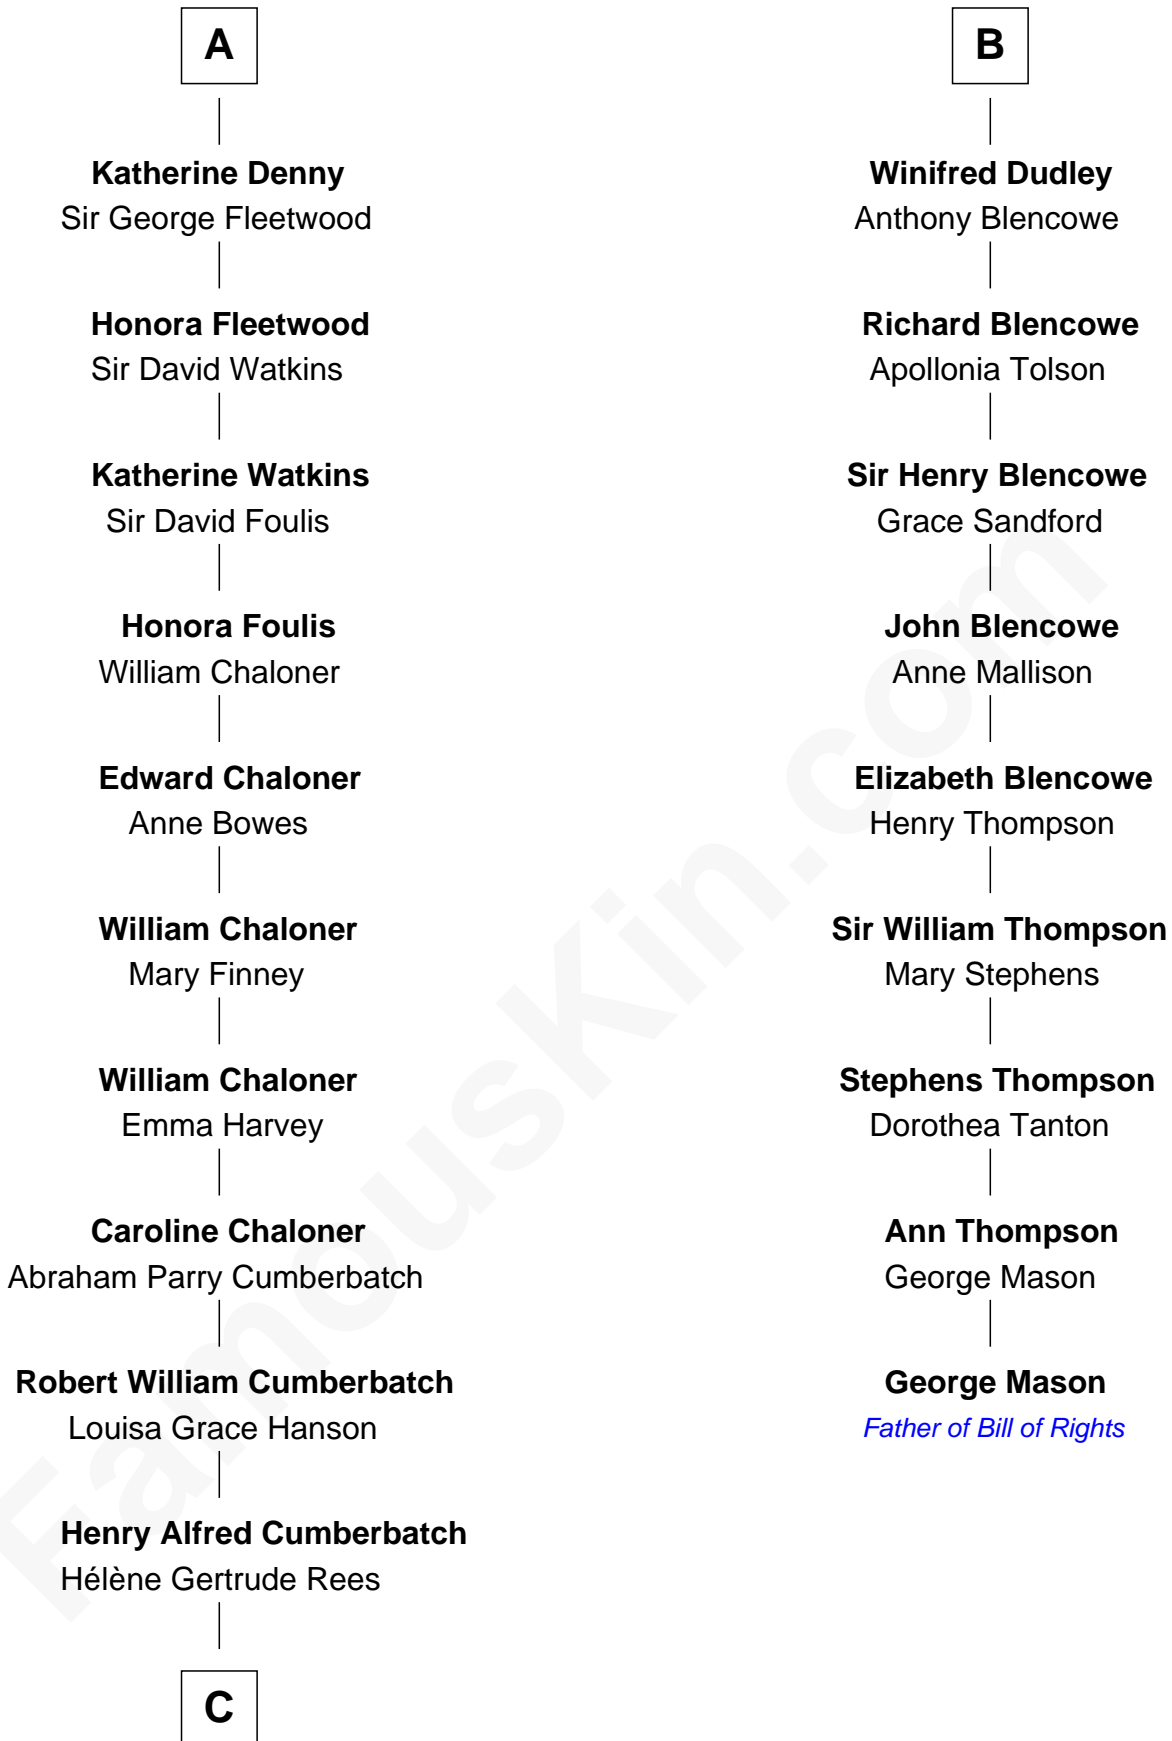 A
Katherine Denny
Sir George Fleetwood
Honora Fleetwood
Sir David Watkins
Katherine Watkins
Sir David Foulis
Honora Foulis
William Chaloner
Edward Chaloner
Anne Bowes
William Chaloner
Mary Finney
William Chaloner
Emma Harvey
Caroline Chaloner
Abraham Parry Cumberbatch
Robert William Cumberbatch
Louisa Grace Hanson
Henry Alfred Cumberbatch
Hélène Gertrude Rees
C
B
Winifred Dudley
Anthony Blencowe
Richard Blencowe
Apollonia Tolson
Sir Henry Blencowe
Grace Sandford
John Blencowe
Anne Mallison
Elizabeth Blencowe
Henry Thompson
Sir William Thompson
Mary Stephens
Stephens Thompson
Dorothea Tanton
Ann Thompson
George Mason
George Mason
Father of Bill of Rights
FamousKin.com